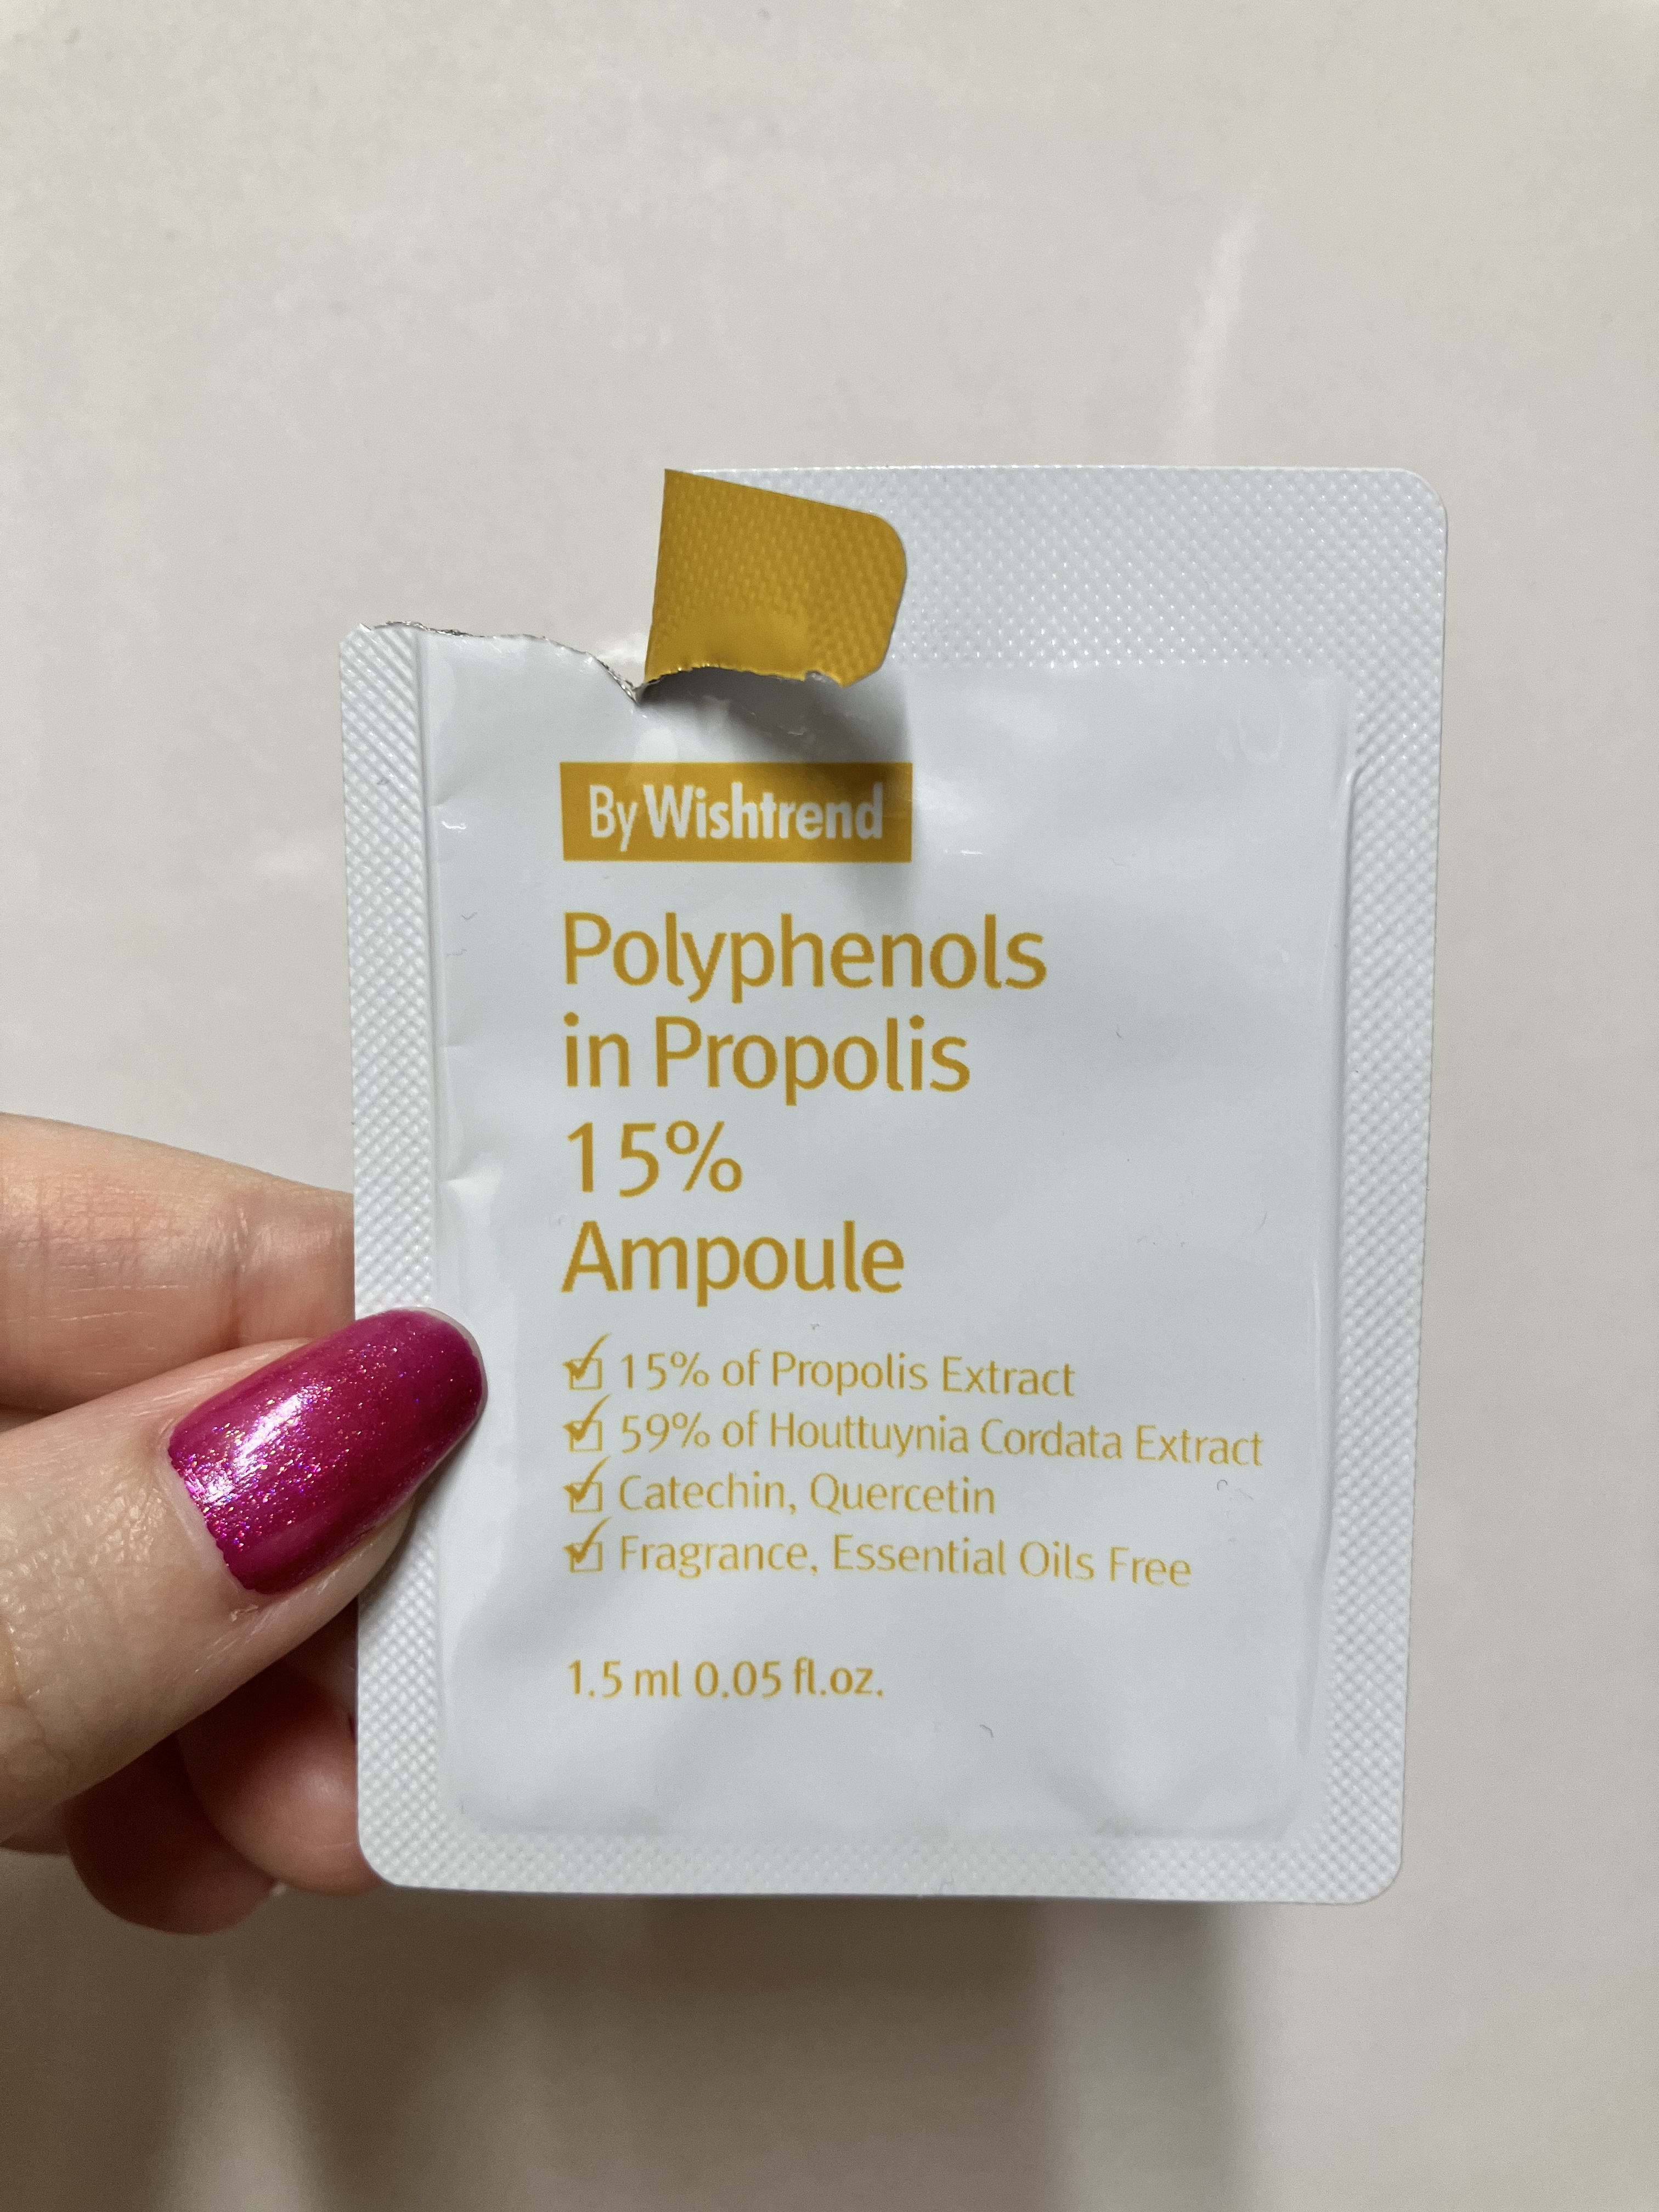 By Wishtrend
Polyphenols
in Propolis
15%
Ampoule
15% of Propolis Extract
59% of Houttuynia Cordata Extract
Catechin, Quercetin
Fragrance, Essential Oils Free
1.5 ml 0.05 fl.oz.